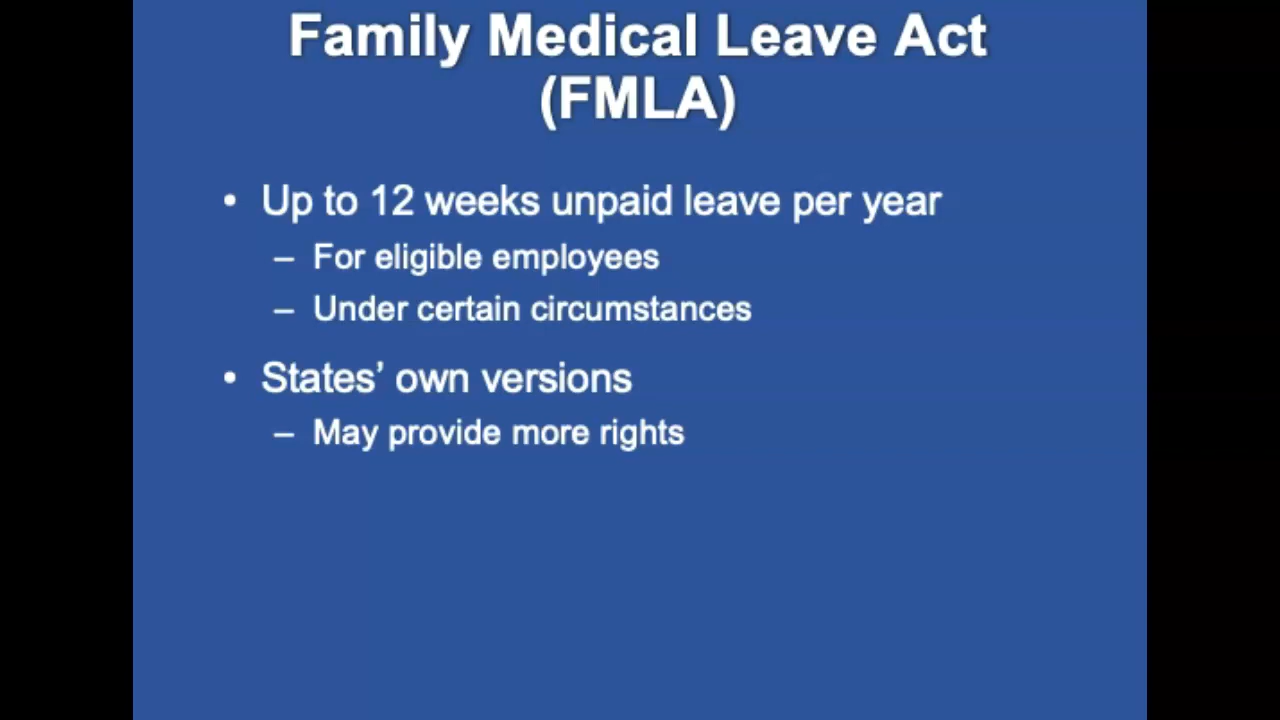 Family Medical Leave Act
(FMLA)
• Up to 12 weeks unpaid leave per year
– For eligible employees
– Under certain circumstances
• States’ own versions
– May provide more rights